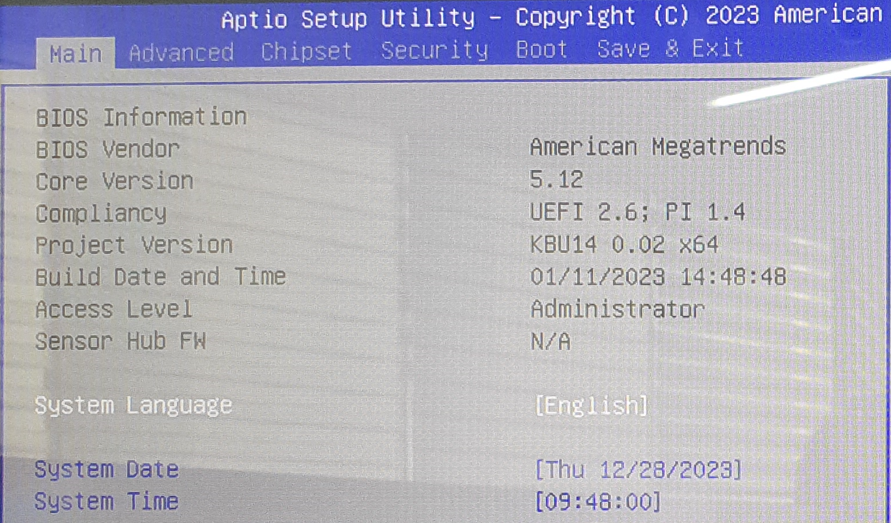 Aptio Setup Utility – Copyright (C) 2023 American
Main Advanced Chipset Security Boot Save & Exit
BIOS Information
BIOS Vendor American Megatrends
Core Version 5.12
Compliancy UEFI 2.6; PI 1.4
Project Version KBU14 0.02 x64
Build Date and Time 01/11/2023 14:48:48
Access Level Administrator
Sensor Hub FW N/A
System Language [English]
System Date [Thu 12/28/2023]
System Time [09:48:00]